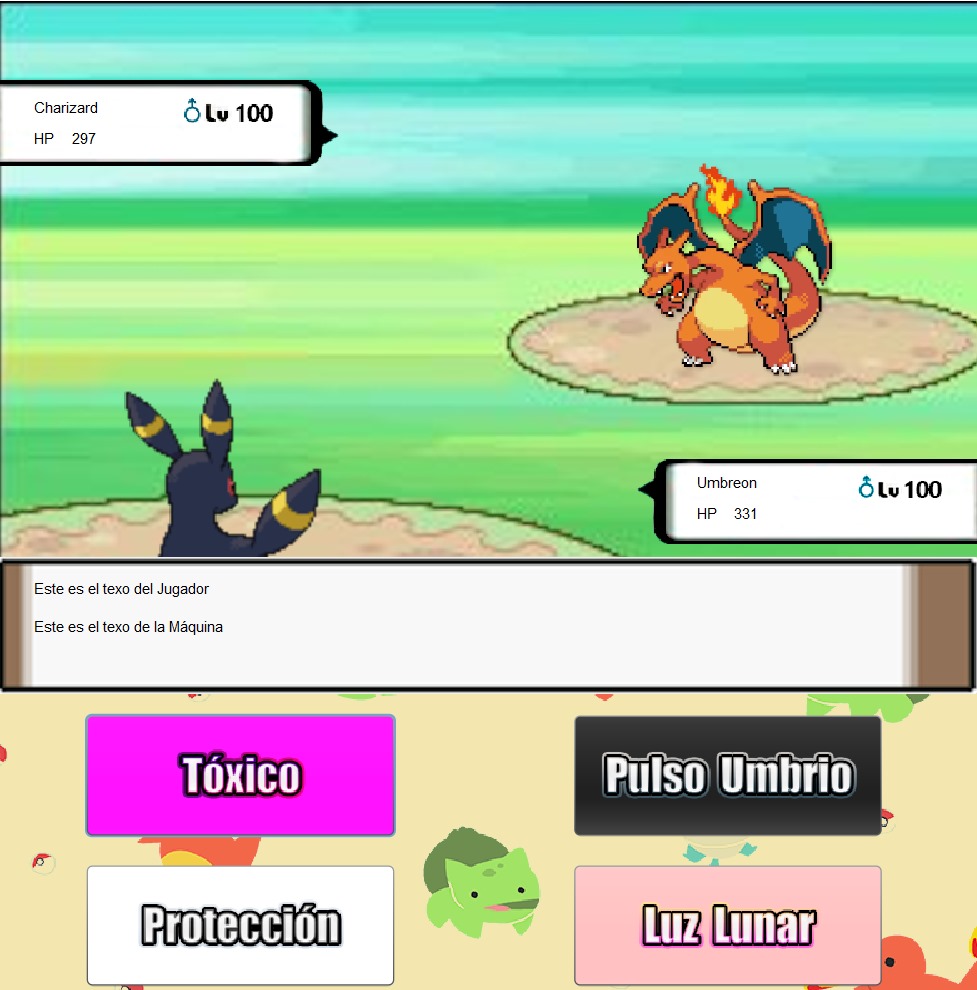 Charizard ♂Lv 100
HP 297
Umbreon ♂Lv 100
HP 331
Este es el texo del Jugador
Este es el texo de la Máquina
Tóxico
Pulso Umbrio
Protección
Luz Lunar